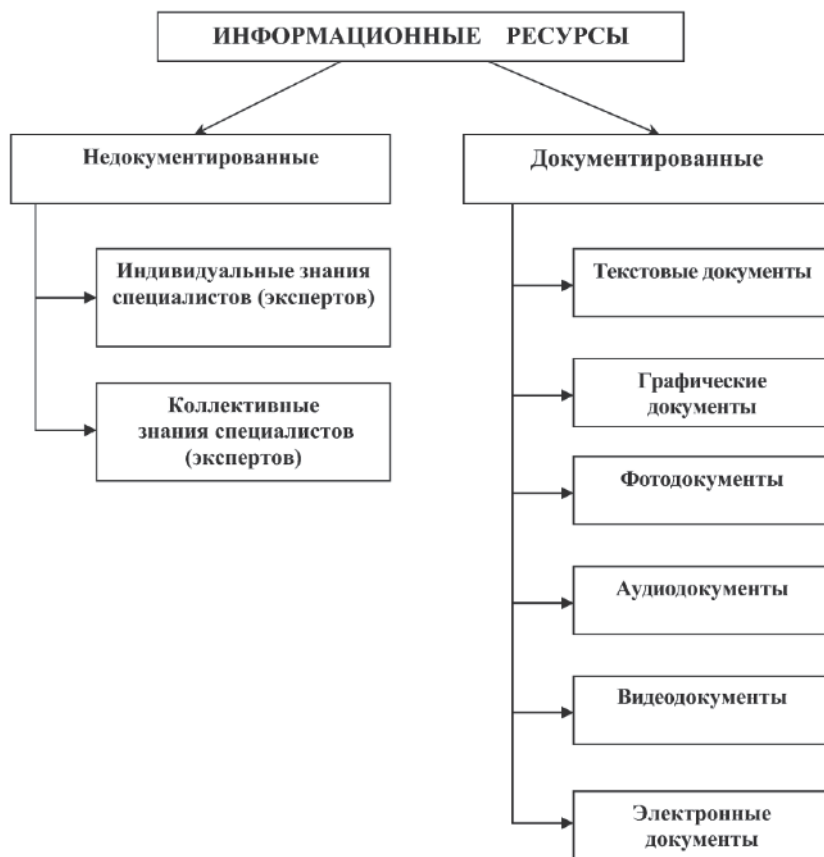 ИНФОРМАЦИОННЫЕ РЕСУРСЫ
Недокументированные
Индивидуальные знания
специалистов (экспертов)
Коллективные
знания специалистов
(экспертов)
Документированные
Текстовые документы
Графические
документы
Фотодокументы
Аудиодокументы
Видеодокументы
Электронные
документы